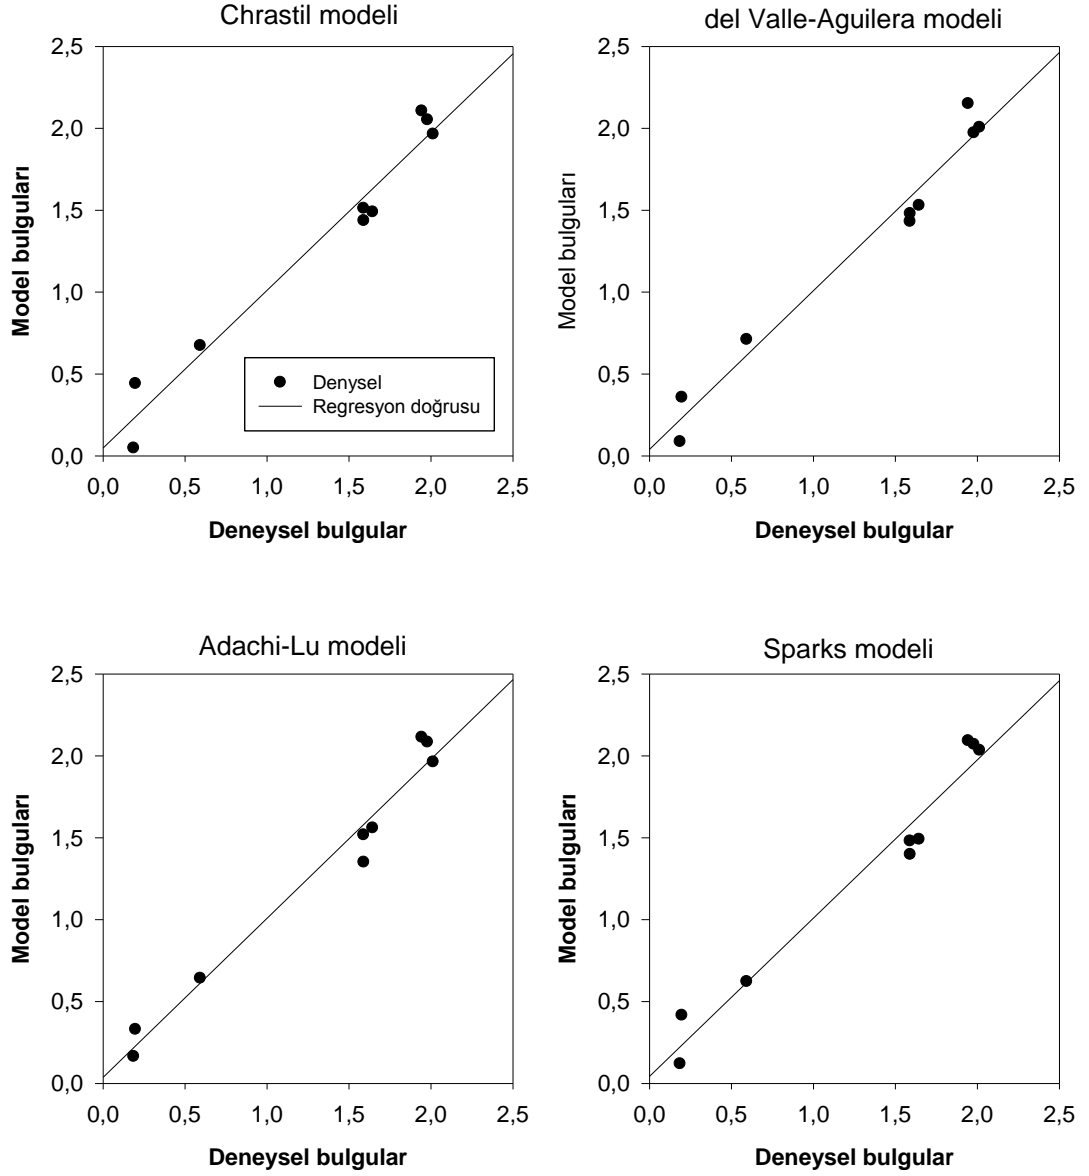 Chrastil modeli
2,5
2,0
1,5
1,0
0,5
0,0
Model bulguları
Denysel
Regresyon doğrusu
0,0 0,5 1,0 1,5 2,0 2,5
Deneysel bulgular
del Valle-Aguilera modeli
2,5
2,0
1,5
1,0
0,5
0,0
Model bulguları
0,0 0,5 1,0 1,5 2,0 2,5
Deneysel bulgular
Adachi-Lu modeli
2,5
2,0
1,5
1,0
0,5
0,0
Model bulguları
0,0 0,5 1,0 1,5 2,0 2,5
Deneysel bulgular
Sparks modeli
2,5
2,0
1,5
1,0
0,5
0,0
Model bulguları
0,0 0,5 1,0 1,5 2,0 2,5
Deneysel bulgular